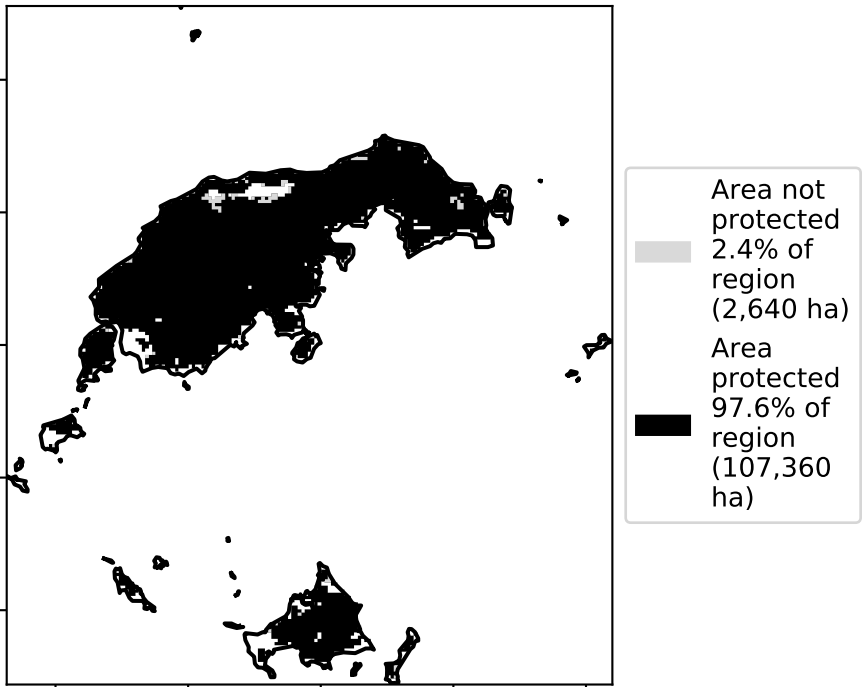 Area not
protected
2.4% of
region
(2,640 ha)
Area
protected
97.6% of
region
(107,360
ha)